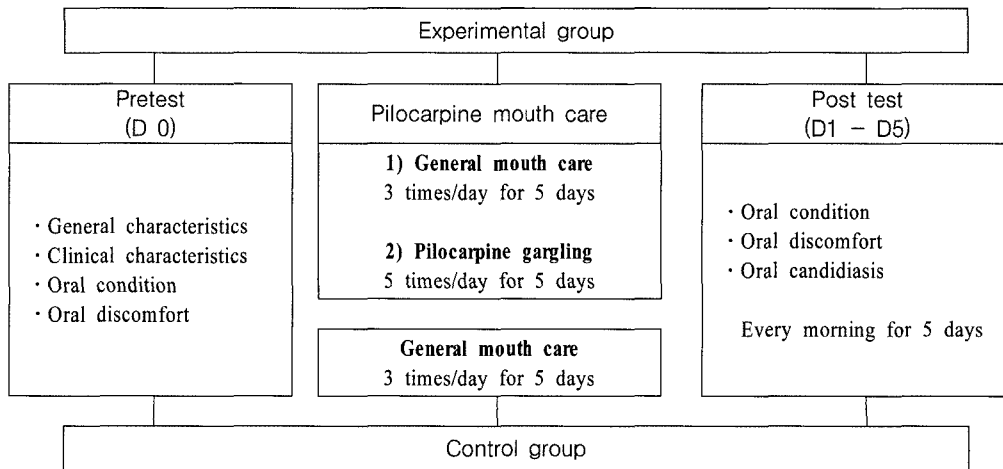 Experimental group
Pretest
(D 0)
· General characteristics
· Clinical characteristics
· Oral condition
· Oral discomfort
Pilocarpine mouth care
1) General mouth care
3 times/day for 5 days
2) Pilocarpine gargling
5 times/day for 5 days
General mouth care
3 times/day for 5 days
Post test
(D1 – D5)
· Oral condition
· Oral discomfort
· Oral candidiasis
Every morning for 5 days
Control group